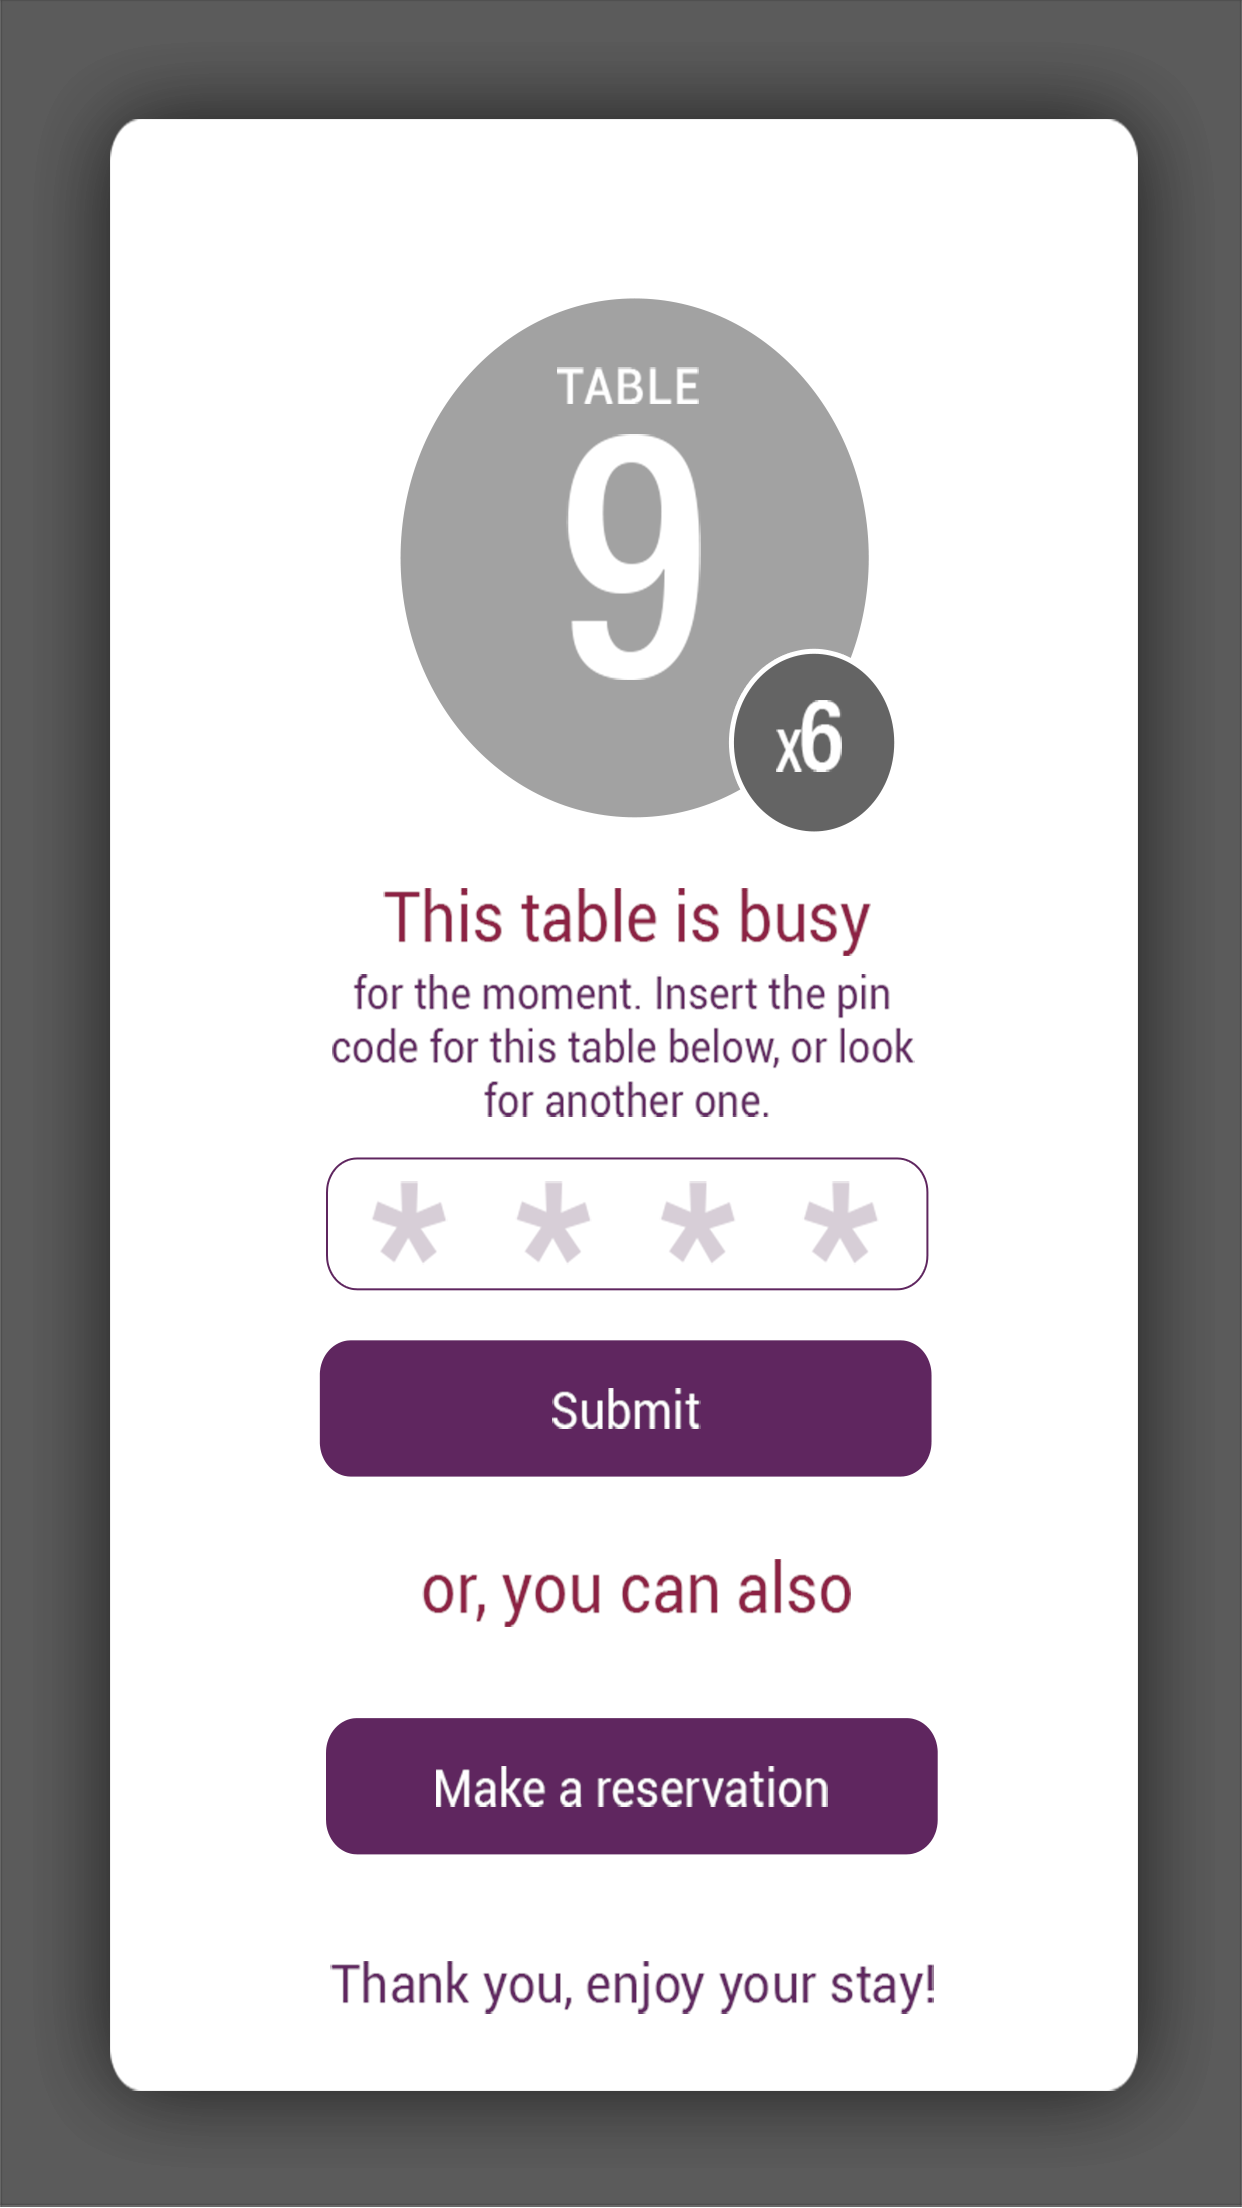 TABLE
9
x6
This table is busy
for the moment. Insert the pin
code for this table below, or look
for another one.
* * * *
Submit
or, you can also
Make a reservation
Thank you, enjoy your stay!